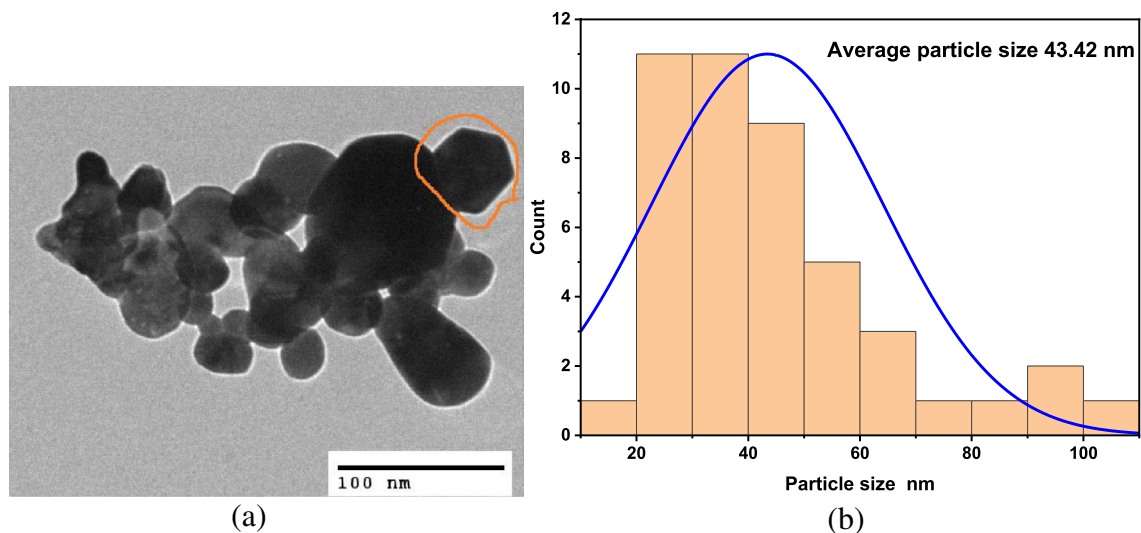 100 nm
(a)
12
10
8
6
4
2
0
Count
Average particle size 43.42 nm
20 40 60 80 100
Particle size nm
(b)